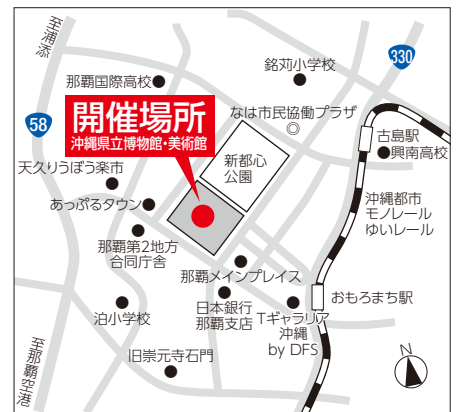 至浦添
330
銘苅小学校
那覇国際高校
58
開催場所
沖縄県立博物館・美術館
なは市民協働プラザ
古島駅
興南高校
新都心
公園
天久りうぼう楽市
あっぷるタウン
沖縄都市
モノレール
ゆいレール
那覇第2地方
合同庁舎
那覇メインプレイス
おもろまち駅
泊小学校
日本銀行
那覇支店
Tギャラリア
沖縄
by DFS
至那覇空港
旧崇元寺石門
N